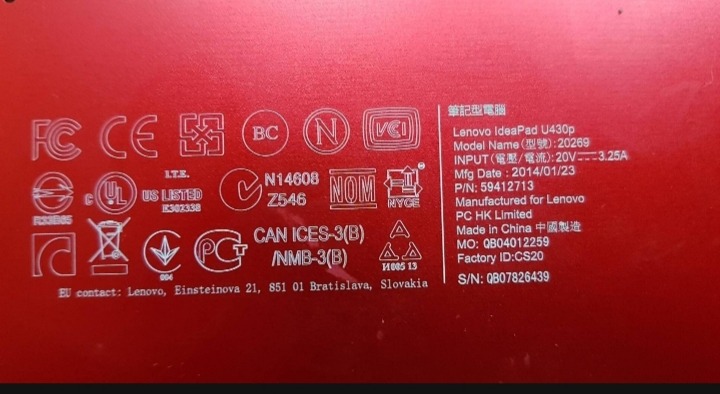 FC CE BC N VCI
I.T.E.
C UL US LISTED
E302338
N14608
Z546
NOM
NYCE
R33B65
004
PCT
CAN ICES-3(B)
/NMB-3(B)
И005 13
EU contact: Lenovo, Einsteinova 21, 851 01 Bratislava, Slovakia
筆記型電腦
Lenovo IdeaPad U430p
Model Name(型號):20269
INPUT(電壓/電流):20V⎓3.25A
Mfg Date : 2014/01/23
P/N: 59412713
Manufactured for Lenovo
PC HK Limited
Made in China 中國製造
MO: QB04012259
Factory ID:CS20
S/N: QB07826439